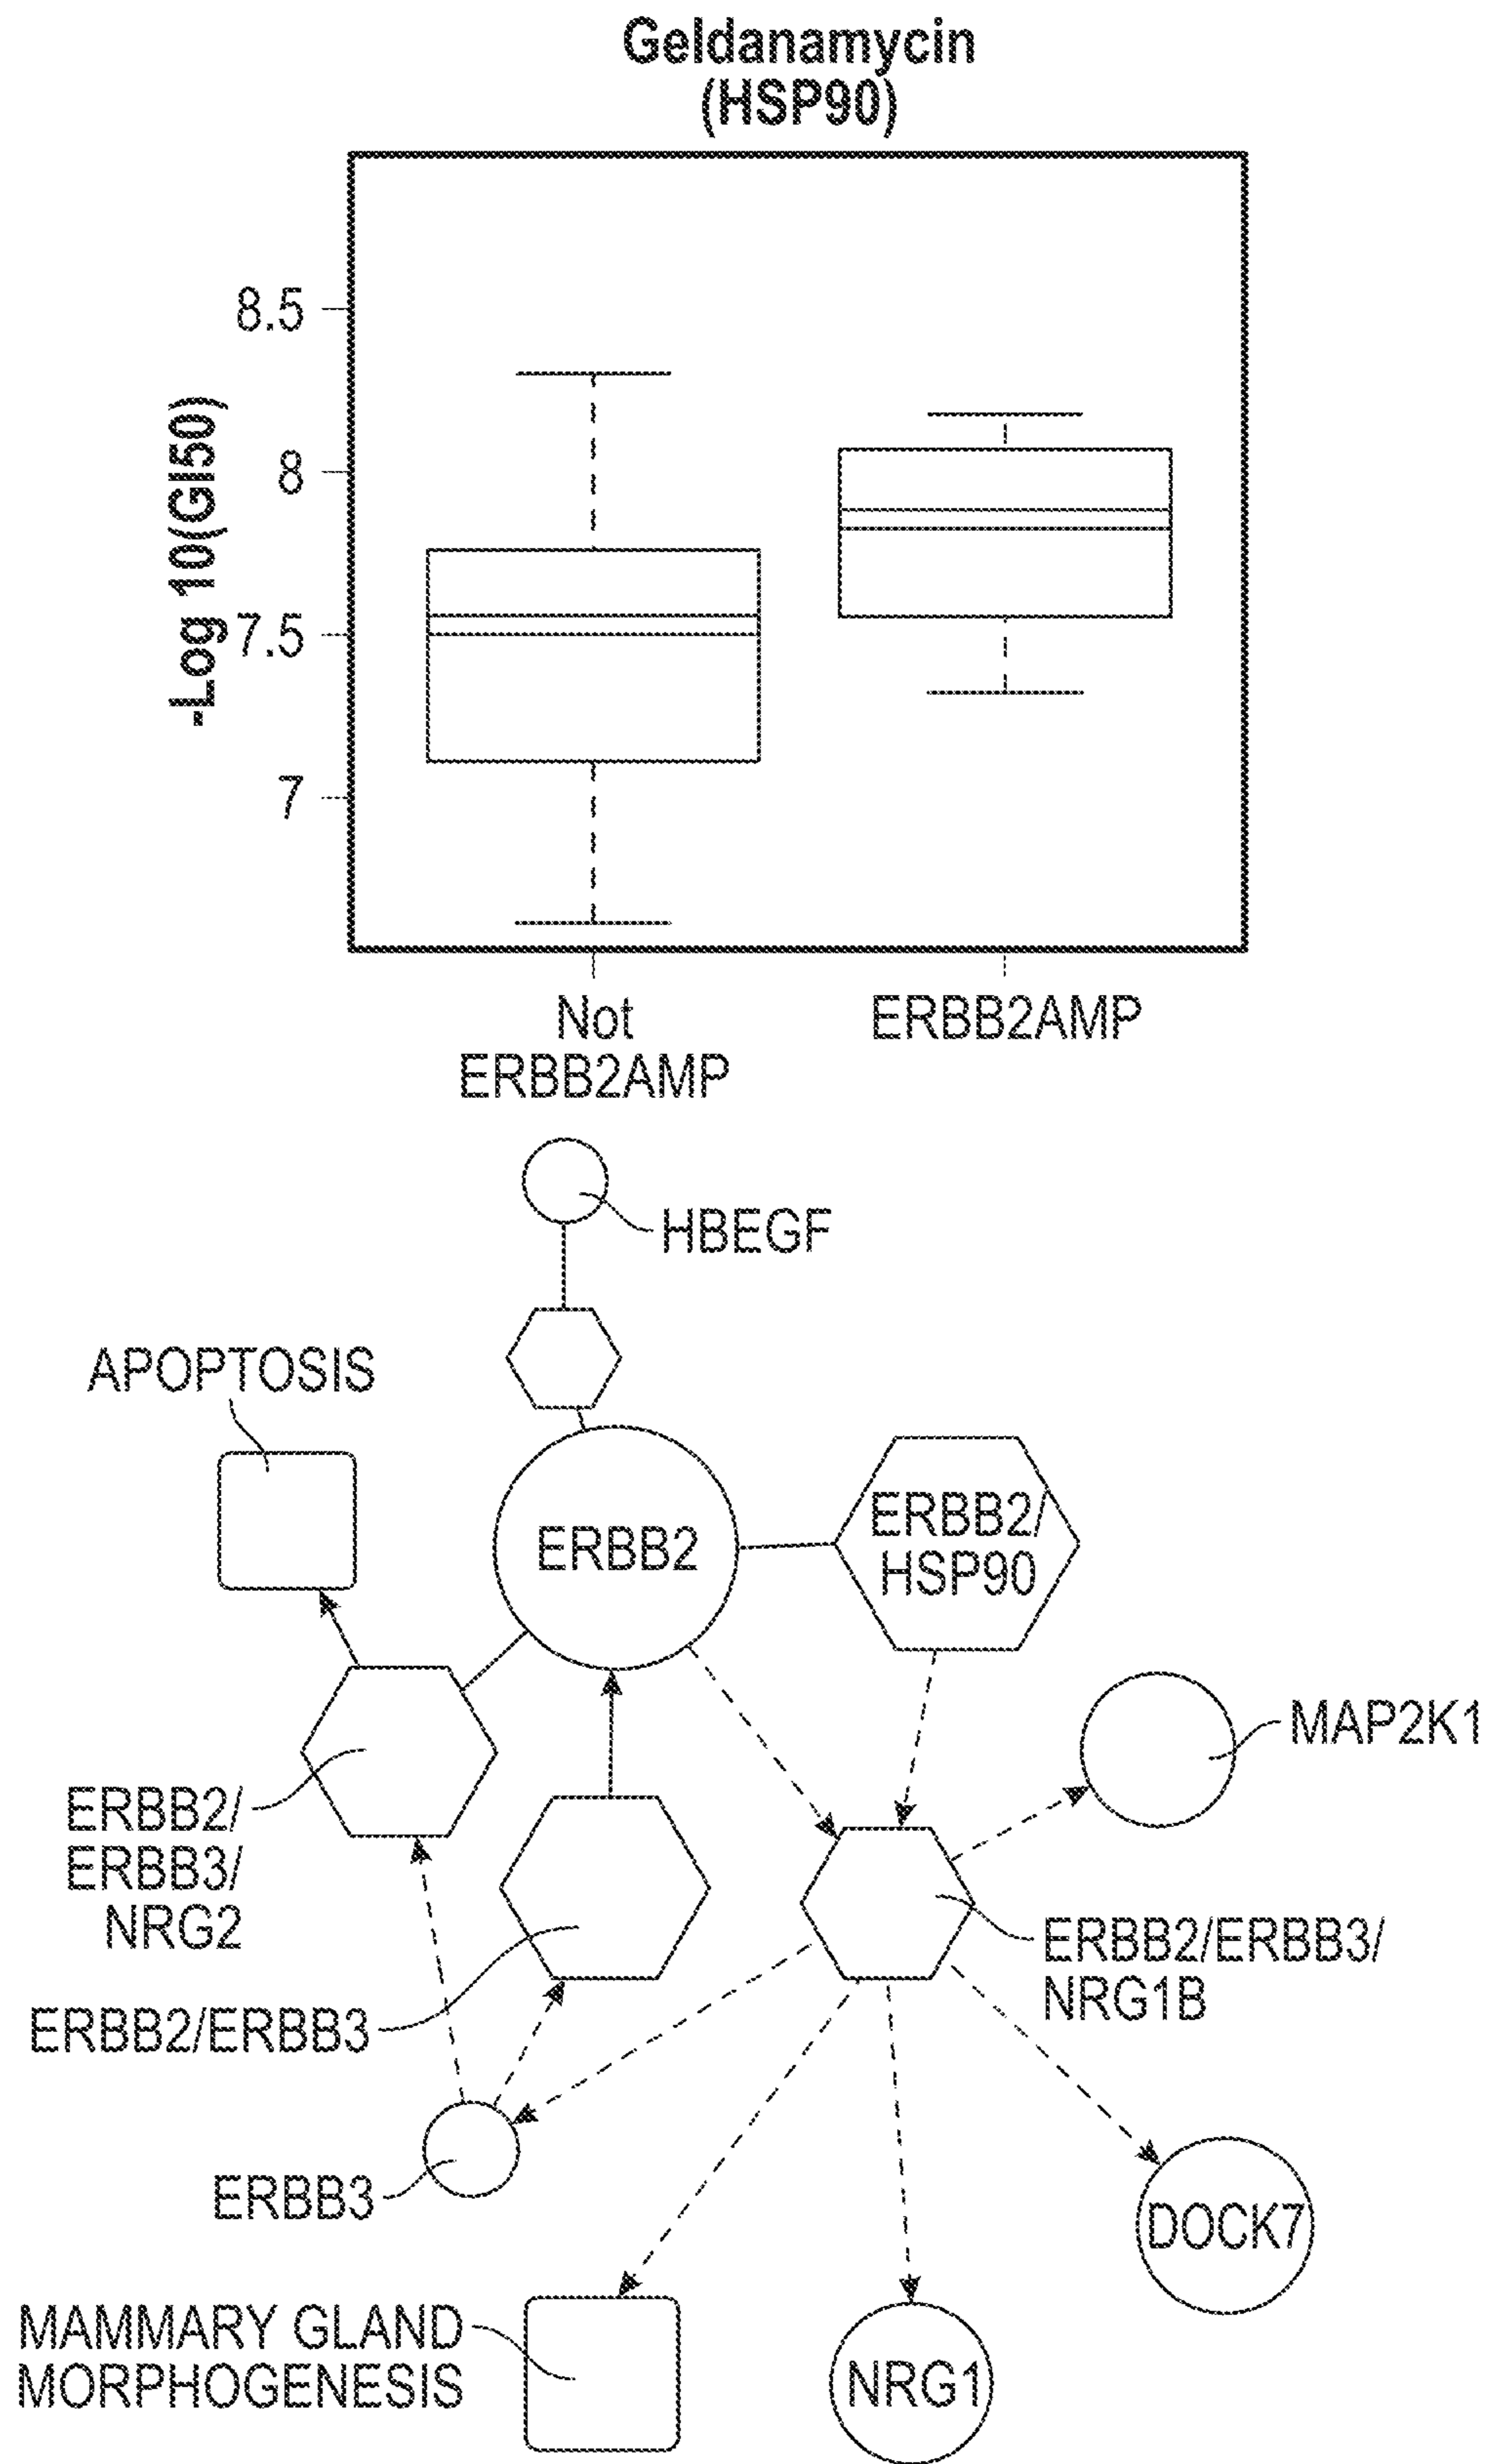 Geldanamycin
(HSP90)
8.5
8
7.5
7
-Log 10(GI50)
Not
ERBB2AMP
ERBB2AMP
HBEGF
APOPTOSIS
ERBB2
ERBB2/
HSP90
MAP2K1
ERBB2/
ERBB3/
NRG2
ERBB2/ERBB3/
NRG1B
ERBB2/ERBB3
ERBB3
DOCK7
MAMMARY GLAND
MORPHOGENESIS
NRG1